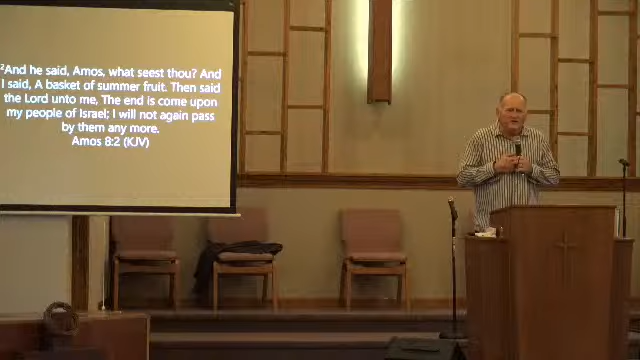 ²And he said, Amos, what seest thou? And
I said, A basket of summer fruit. Then said
the Lord unto me, The end is come upon
my people of Israel; I will not again pass
by them any more.
Amos 8:2 (KJV)